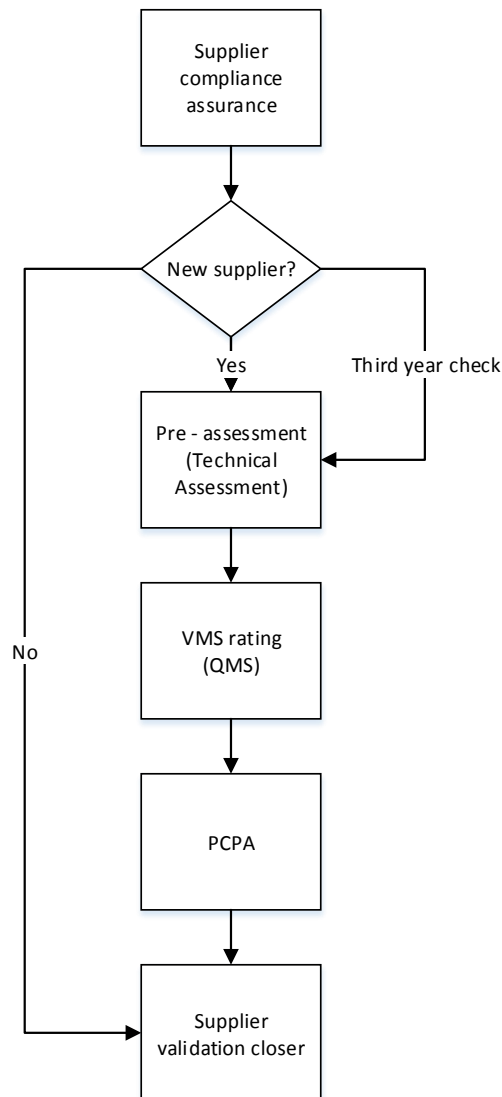 Supplier
compliance
assurance
New supplier?
Yes
Third year check
Pre - assessment
(Technical
Assessment)
VMS rating
(QMS)
No
PCPA
Supplier
validation closer